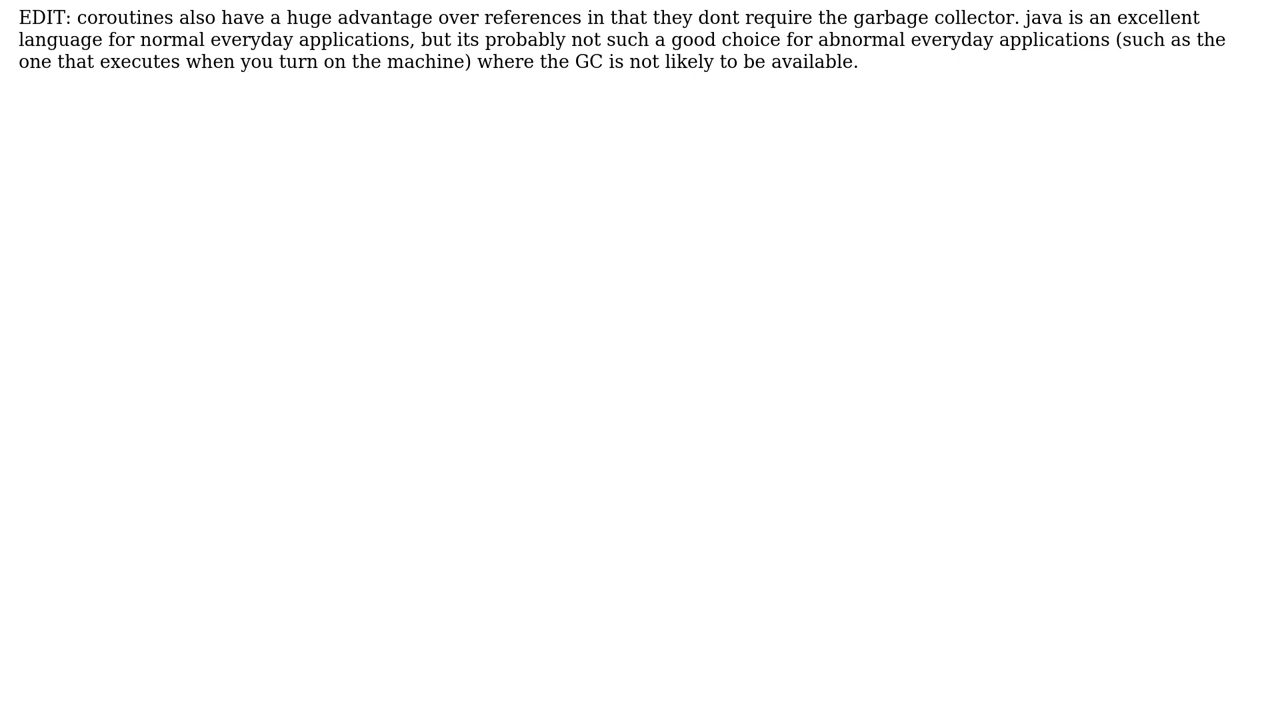 EDIT: coroutines also have a huge advantage over references in that they dont require the garbage collector. java is an excellent
language for normal everyday applications, but its probably not such a good choice for abnormal everyday applications (such as the
one that executes when you turn on the machine) where the GC is not likely to be available.